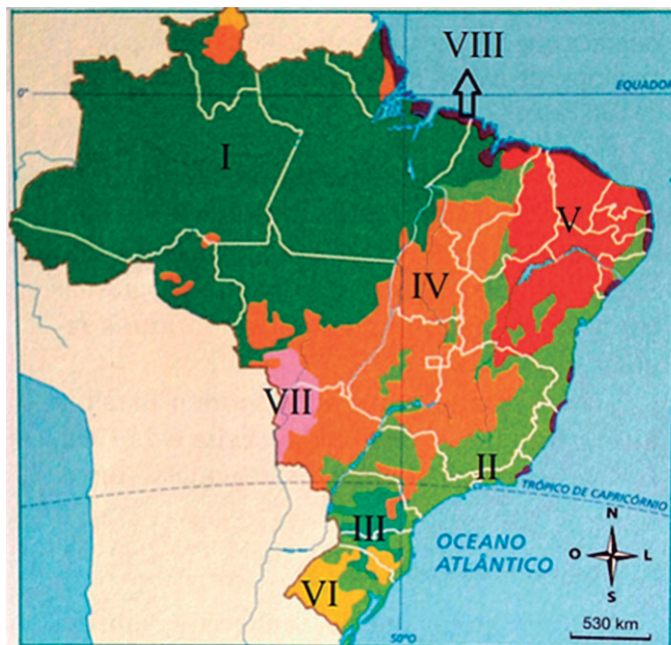 VIII
EQUADOR
0°
I
V
IV
VII
II
TRÓPICO DE CAPRICÓRNIO
III
N
OCEANO
ATLÂNTICO
O
L
S
VI
530 km
50°O